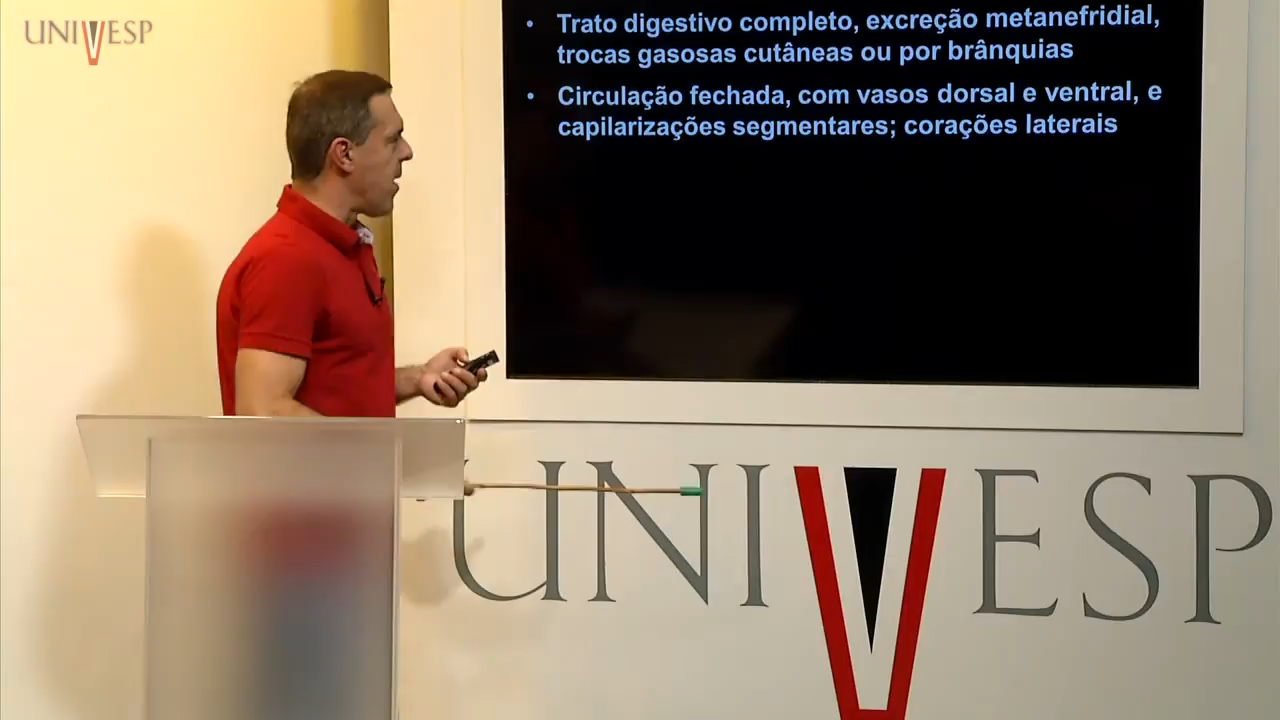 UNIVESP
• Trato digestivo completo, excreção metanefridial,
trocas gasosas cutâneas ou por brânquias
• Circulação fechada, com vasos dorsal e ventral, e
capilarizações segmentares; corações laterais
UNIVESP